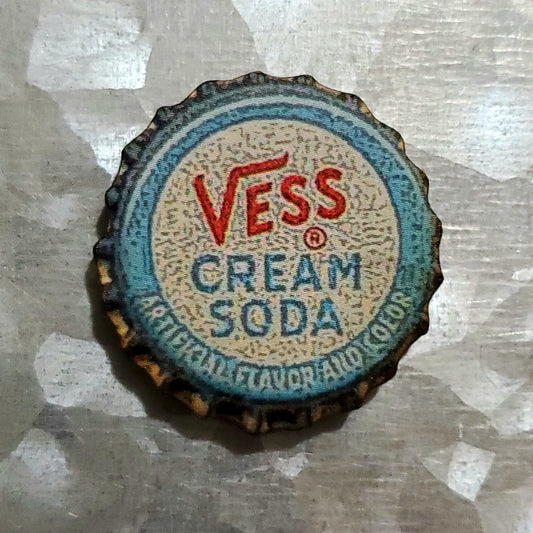 VESS
®
CREAM
SODA
ARTIFICIAL FLAVOR AND COLOR